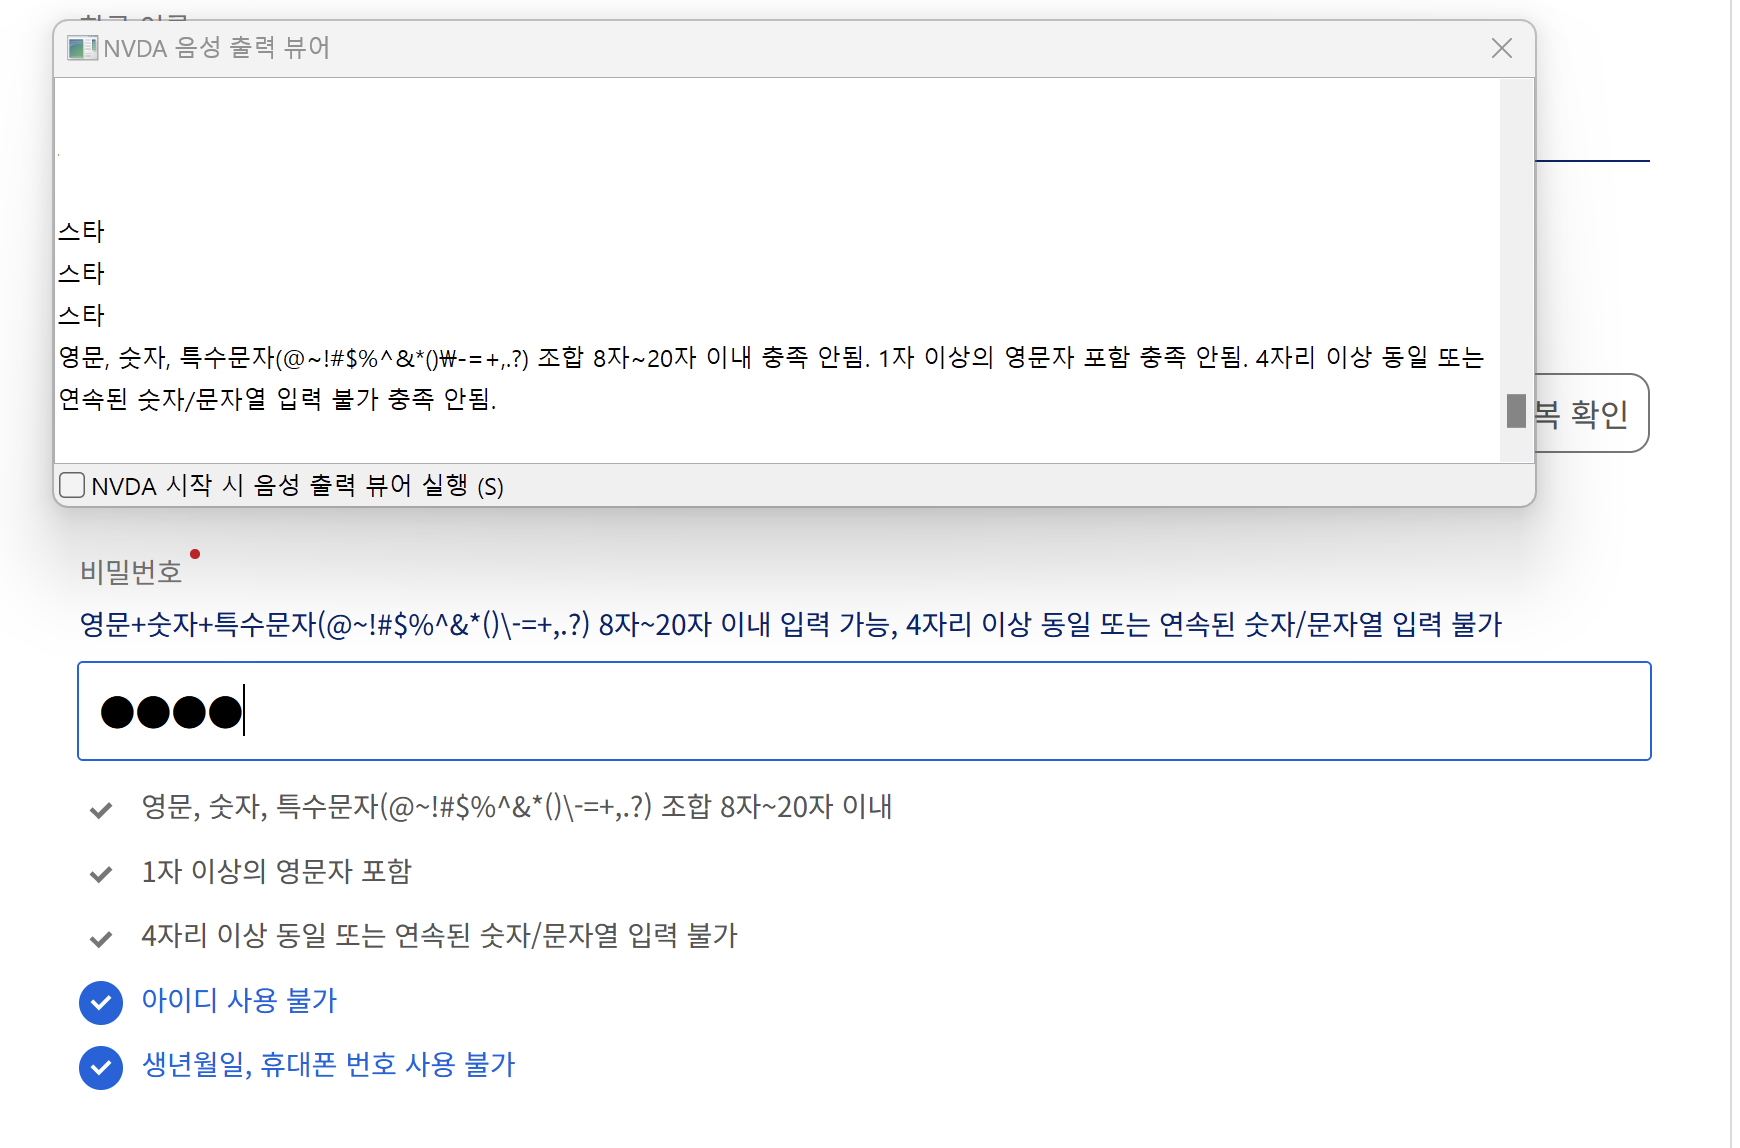 NVDA 음성 출력 뷰어
스타
스타
스타
영문, 숫자, 특수문자(@~!#$%^&*()₩-=+,.?) 조합 8자~20자 이내 충족 안됨. 1자 이상의 영문자 포함 충족 안됨. 4자리 이상 동일 또는
연속된 숫자/문자열 입력 불가 충족 안됨.
복 확인
NVDA 시작 시 음성 출력 뷰어 실행 (S)
비밀번호
영문+숫자+특수문자(@~!#$%^&*()\-=+,.?) 8자~20자 이내 입력 가능, 4자리 이상 동일 또는 연속된 숫자/문자열 입력 불가
영문, 숫자, 특수문자(@~!#$%^&*()\-=+,.?) 조합 8자~20자 이내
1자 이상의 영문자 포함
4자리 이상 동일 또는 연속된 숫자/문자열 입력 불가
아이디 사용 불가
생년월일, 휴대폰 번호 사용 불가